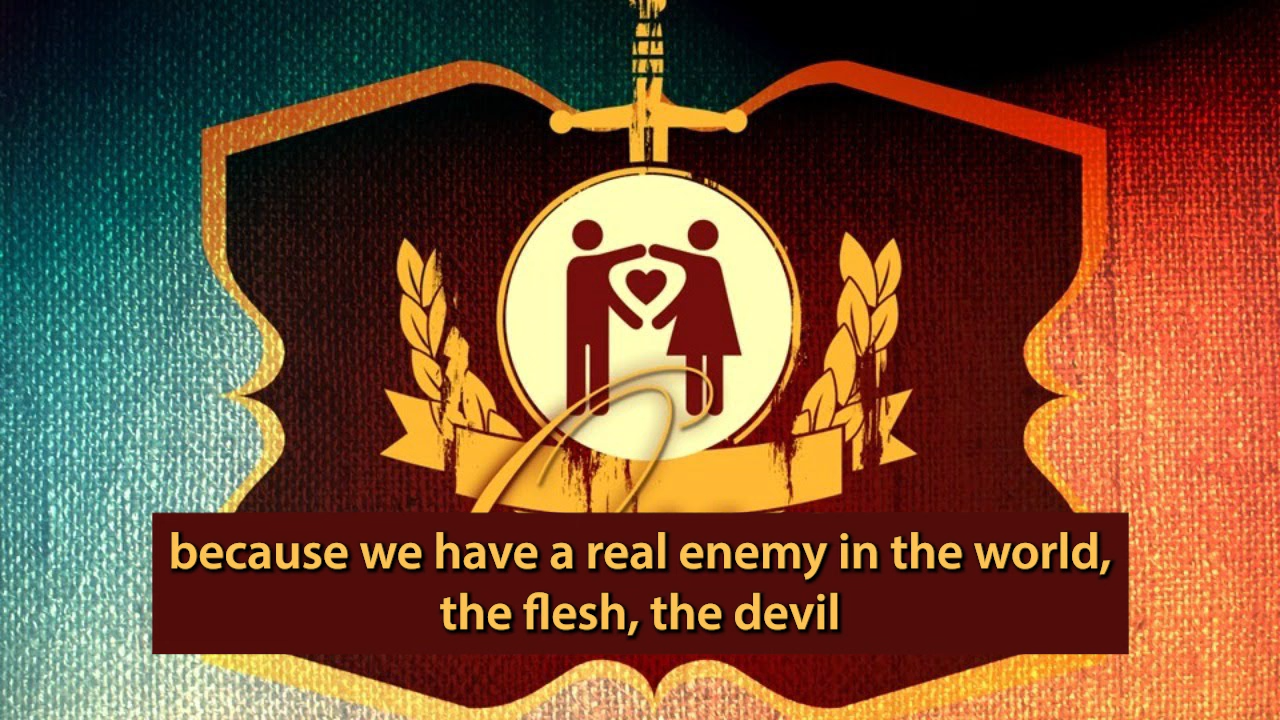 because we have a real enemy in the world,
the flesh, the devil